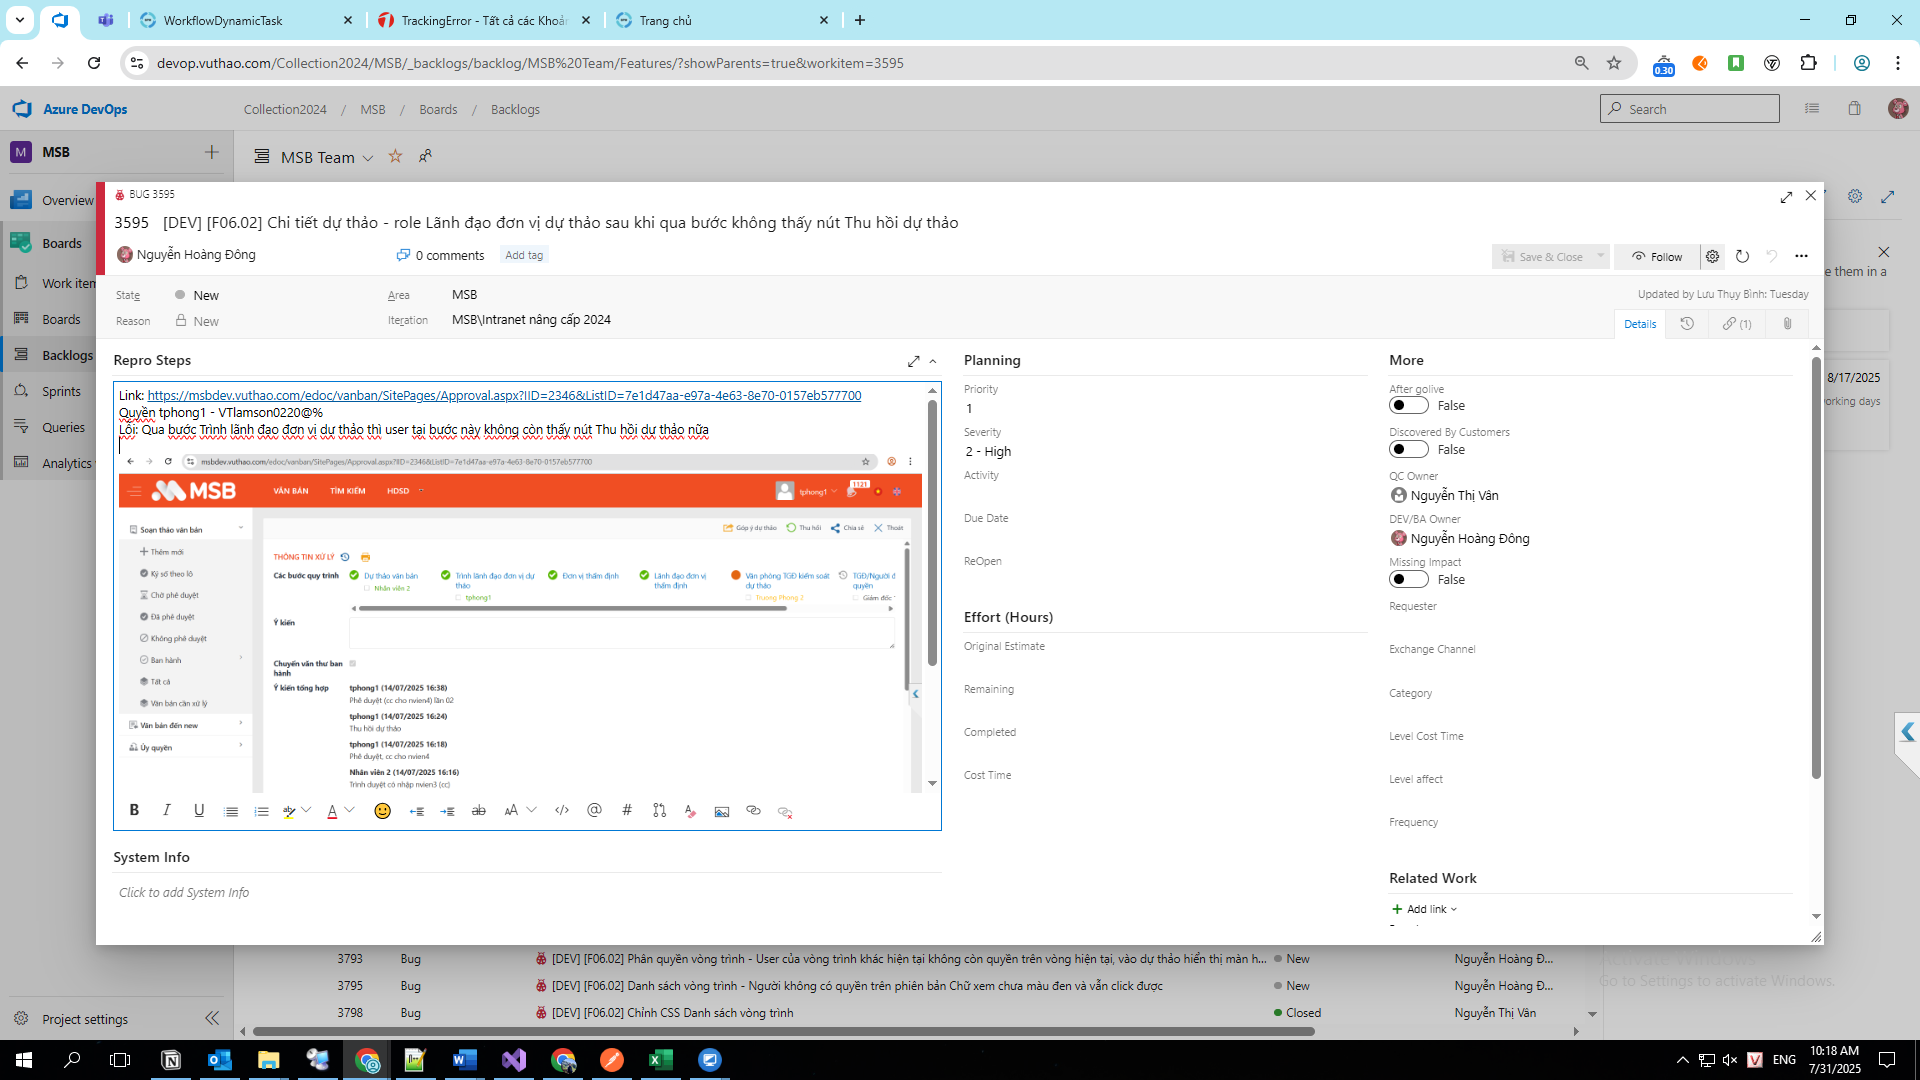 WorkflowDynamicTask
TrackingError - Tất cả các Khoản
Trang chủ
devop.vuthao.com/Collection2024/MSB/_backlogs/backlog/MSB%20Team/Features/?showParents=true&workitem=3595
0.30
Azure DevOps
Collection2024 / MSB / Boards / Backlogs
Search
M MSB
MSB Team
Overview
Boards
Work item
Boards
Backlogs
Sprints
Queries
Analytics
Project settings
BUG 3595
3595 [DEV] [F06.02] Chi tiết dự thảo - role Lãnh đạo đơn vị dự thảo sau khi qua bước không thấy nút Thu hồi dự thảo
Nguyễn Hoàng Đông
0 comments
Add tag
Save & Close
Follow
State New
Area MSB
Updated by Lưu Thụy Bình: Tuesday
Reason New
Iteration MSB\Intranet nâng cấp 2024
Details
(1)
e them in a
8/17/2025
orking days
Repro Steps
Link: https://msbdev.vuthao.com/edoc/vanban/SitePages/Approval.aspx?IID=2346&ListID=7e1d47aa-e97a-4e63-8e70-0157eb577700
Quyền tphong1 - VTlamson0220@%
Lỗi: Qua bước Trình lãnh đạo đơn vị dự thảo thì user tại bước này không còn thấy nút Thu hồi dự thảo nữa
msbdev.vuthao.com/edoc/vanban/SitePages/Approval.aspx?IID=2346&ListID=7e1d47aa-e97a-4e63-8e70-0157eb577700
MSB
VĂN BẢN
TÌM KIẾM
HDSD
tphong1
1121
Soạn thảo văn bản
Thêm mới
Ký số theo lô
Chờ phê duyệt
Đã phê duyệt
Không phê duyệt
Ban hành
Tất cả
Văn bản cần xử lý
Văn bản đến new
Ủy quyền
Góp ý dự thảo
Thu hồi
Chia sẻ
Thoát
THÔNG TIN XỬ LÝ
Các bước quy trình
Dự thảo văn bản
Nhân viên 2
Trình lãnh đạo đơn vị dự thảo
tphong1
Đơn vị thẩm định
Lãnh đạo đơn vị thẩm định
Văn phòng TGĐ kiểm soát dự thảo
Trưởng Phòng 2
TGĐ/Người đ
quyền
Giám đốc
Ý kiến
Chuyển văn thư ban hành
Ý kiến tổng hợp
tphong1 (14/07/2025 16:38)
Phê duyệt (cc cho nvien4) lần 02
tphong1 (14/07/2025 16:24)
Thu hồi dự thảo
tphong1 (14/07/2025 16:18)
Phê duyệt, cc cho nvien4
Nhân viên 2 (14/07/2025 16:16)
Trình duyệt có nhập nvien3 (cc)
System Info
Click to add System Info
Planning
Priority
1
Severity
2 - High
Activity
Due Date
ReOpen
Effort (Hours)
Original Estimate
Remaining
Completed
Cost Time
More
After golive
False
Discovered By Customers
False
QC Owner
Nguyễn Thị Vân
DEV/BA Owner
Nguyễn Hoàng Đông
Missing Impact
False
Requester
Exchange Channel
Category
Level Cost Time
Level affect
Frequency
Related Work
Add link
3793 Bug [DEV] [F06.02] Phân quyền vòng trình - User của vòng trình khác hiện tại không còn quyền trên vòng hiện tại, vào dự thảo hiển thị màn h... New Nguyễn Hoàng Đ...
3795 Bug [DEV] [F06.02] Danh sách vòng trình - Người không có quyền trên phiên bản Chữ xem chưa màu đen và vẫn click được New Nguyễn Hoàng Đ...
3798 Bug [DEV] [F06.02] Chỉnh CSS Danh sách vòng trình Closed Nguyễn Thị Vân
Activate Windows
Go to Settings to activate Windows.
ENG
10:18 AM
7/31/2025